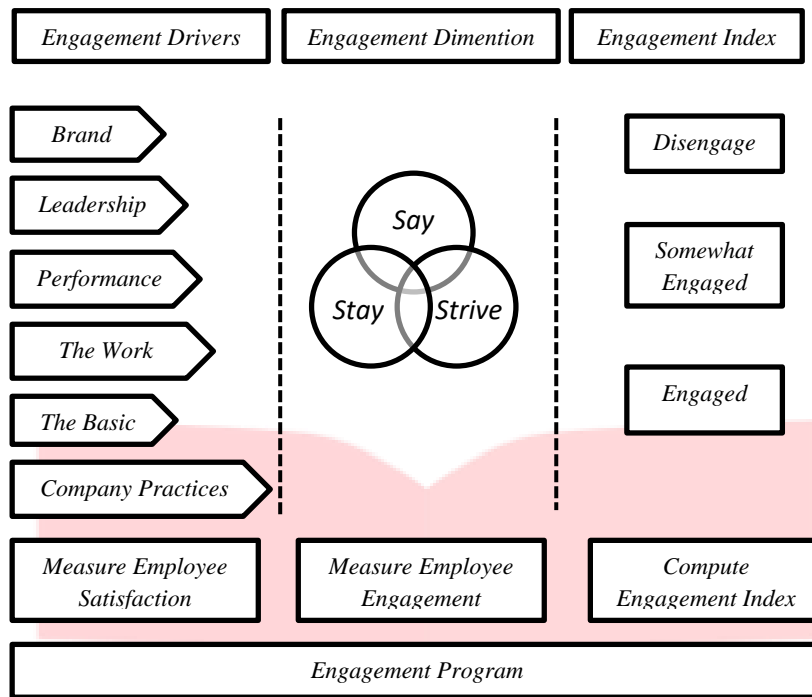 Engagement Drivers
Engagement Dimention
Engagement Index
Brand
Leadership
Performance
The Work
The Basic
Company Practices
Say
Stay
Strive
Disengage
Somewhat
Engaged
Engaged
Measure Employee
Satisfaction
Measure Employee
Engagement
Compute
Engagement Index
Engagement Program